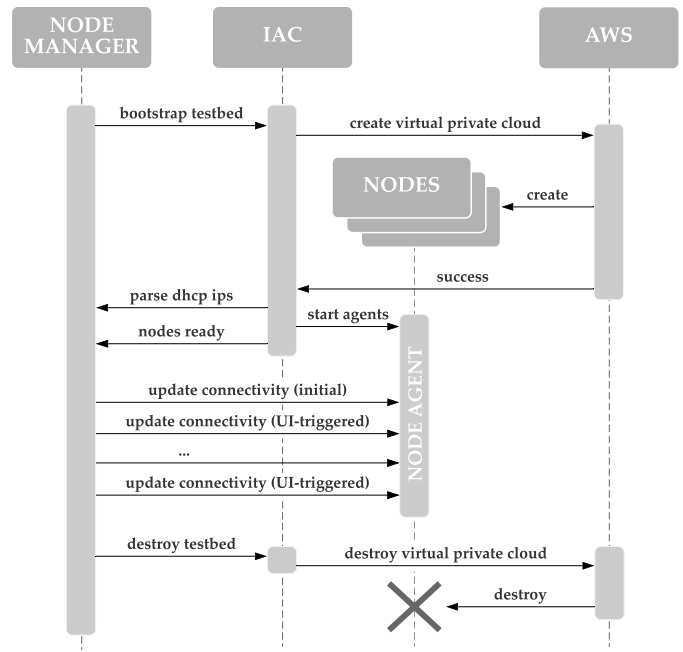 NODE
MANAGER
IAC
AWS
bootstrap testbed
create virtual private cloud
NODES
create
success
parse dhcp ips
start agents
nodes ready
NODE AGENT
update connectivity (initial)
update connectivity (UI-triggered)
...
update connectivity (UI-triggered)
destroy testbed
destroy virtual private cloud
destroy